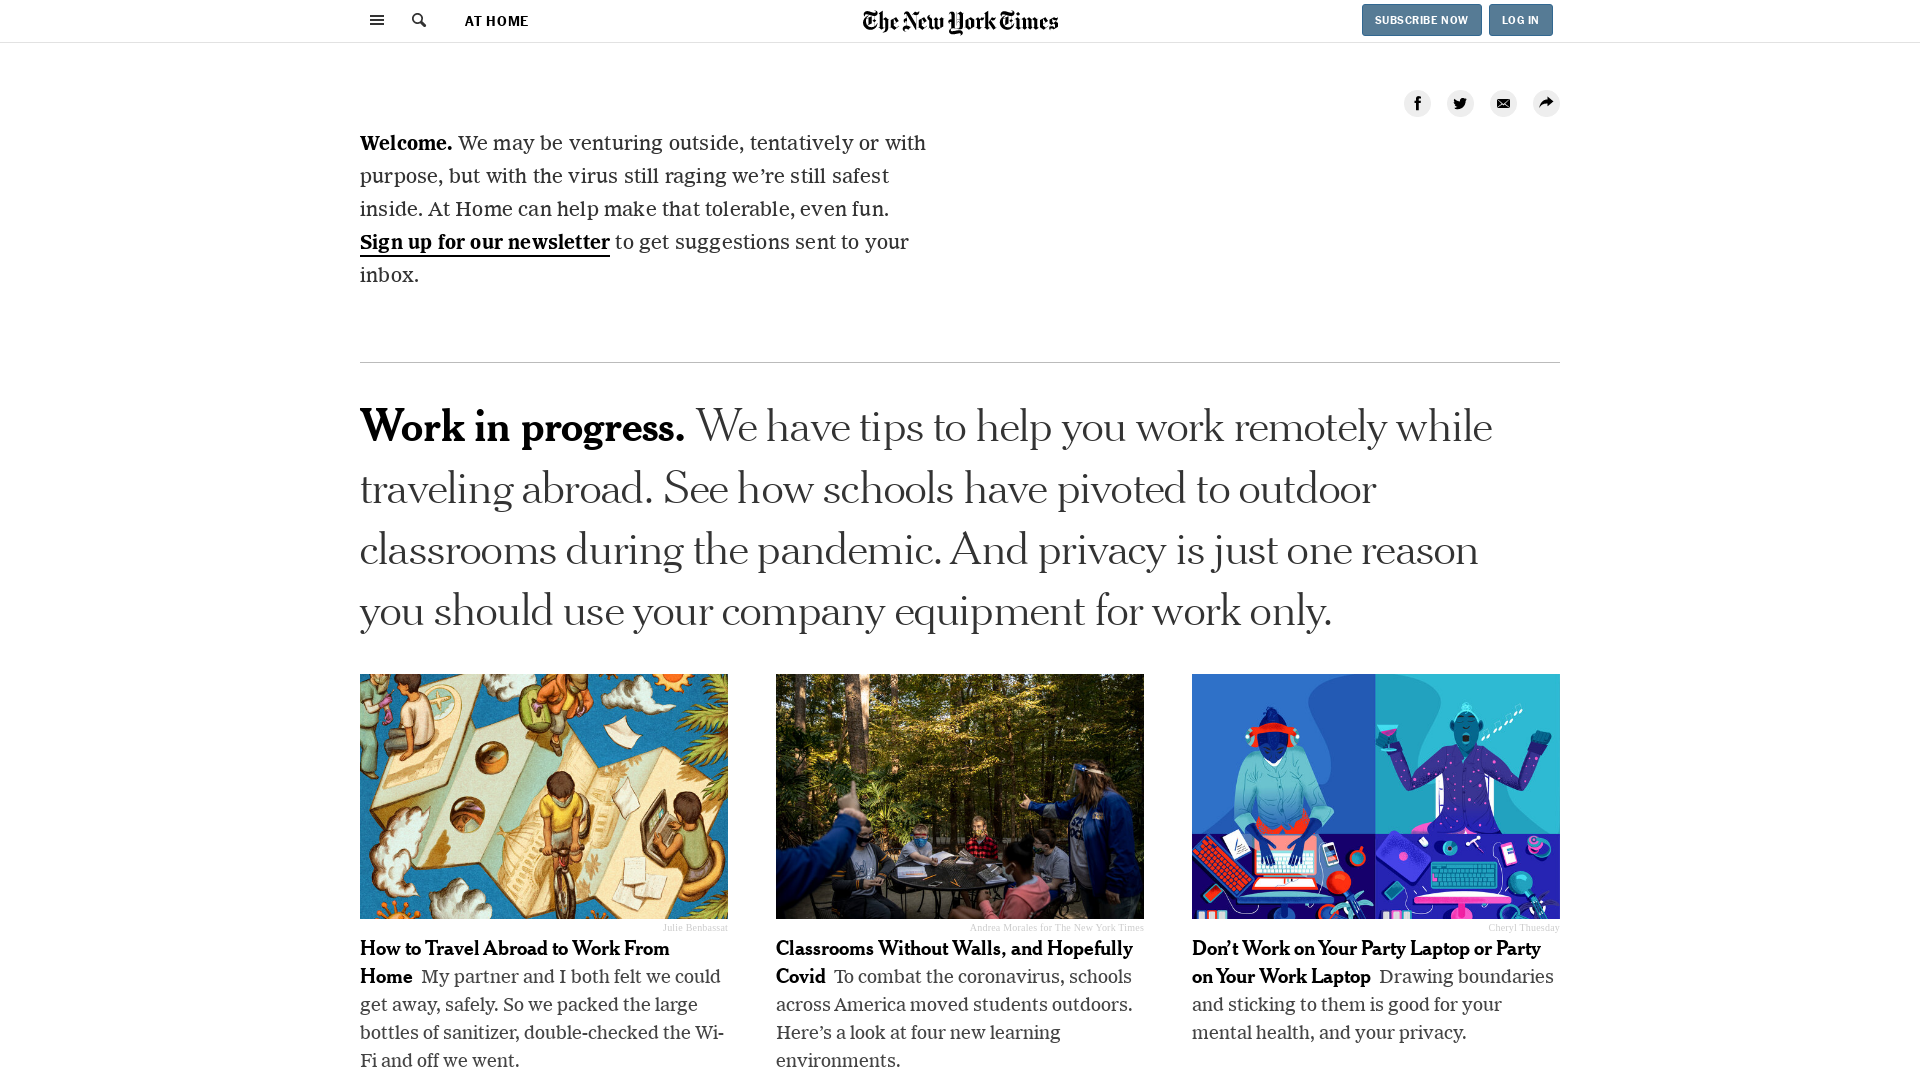 AT HOME
The New York Times
SUBSCRIBE NOW
LOG IN
Welcome. We may be venturing outside, tentatively or with
purpose, but with the virus still raging we’re still safest
inside. At Home can help make that tolerable, even fun.
Sign up for our newsletter to get suggestions sent to your
inbox.
Work in progress. We have tips to help you work remotely while
traveling abroad. See how schools have pivoted to outdoor
classrooms during the pandemic. And privacy is just one reason
you should use your company equipment for work only.
Julie Benbassat
How to Travel Abroad to Work From
Home My partner and I both felt we could
get away, safely. So we packed the large
bottles of sanitizer, double-checked the Wi-
Fi and off we went.
Andrea Morales for The New York Times
Classrooms Without Walls, and Hopefully
Covid To combat the coronavirus, schools
across America moved students outdoors.
Here’s a look at four new learning
environments.
Cheryl Thuesday
Don’t Work on Your Party Laptop or Party
on Your Work Laptop Drawing boundaries
and sticking to them is good for your
mental health, and your privacy.